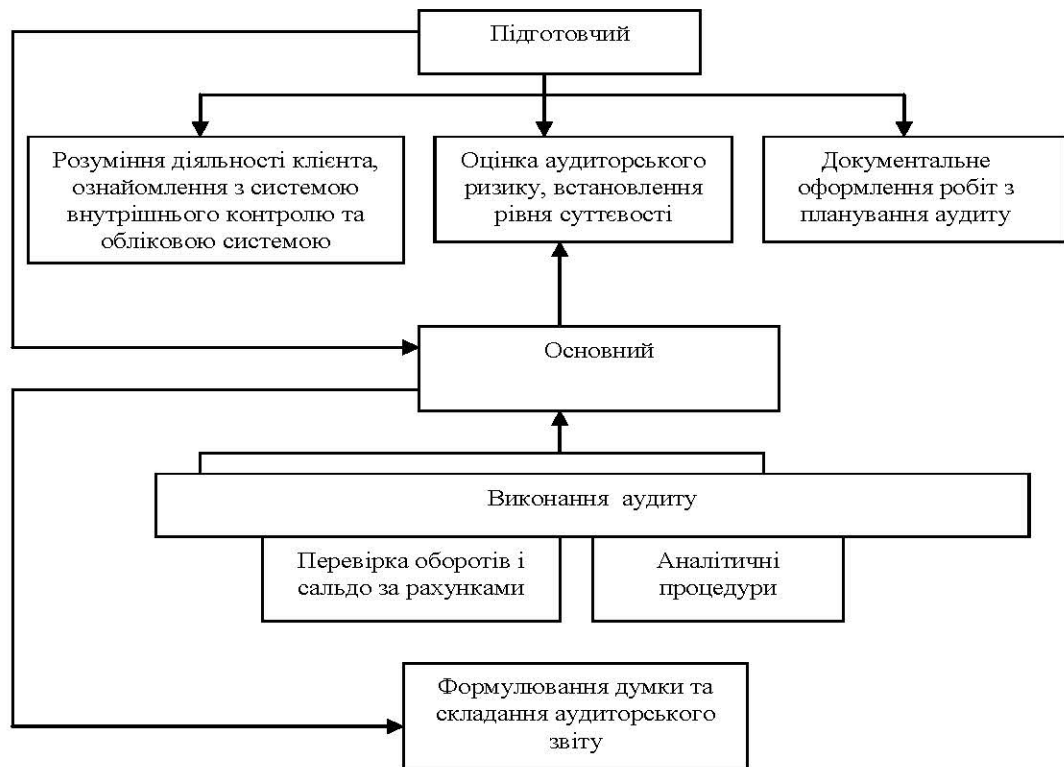 Підготовчий
Розуміння діяльності клієнта,
ознайомлення з системою
внутрішнього контролю та
обліковою системою
Оцінка аудиторського
ризику, встановлення
рівня суттєвості
Документальне
оформлення робіт з
планування аудиту
Основний
Виконання аудиту
Перевірка оборотів і
сальдо за рахунками
Аналітичні
процедури
Формулювання думки та
складання аудиторського
звіту